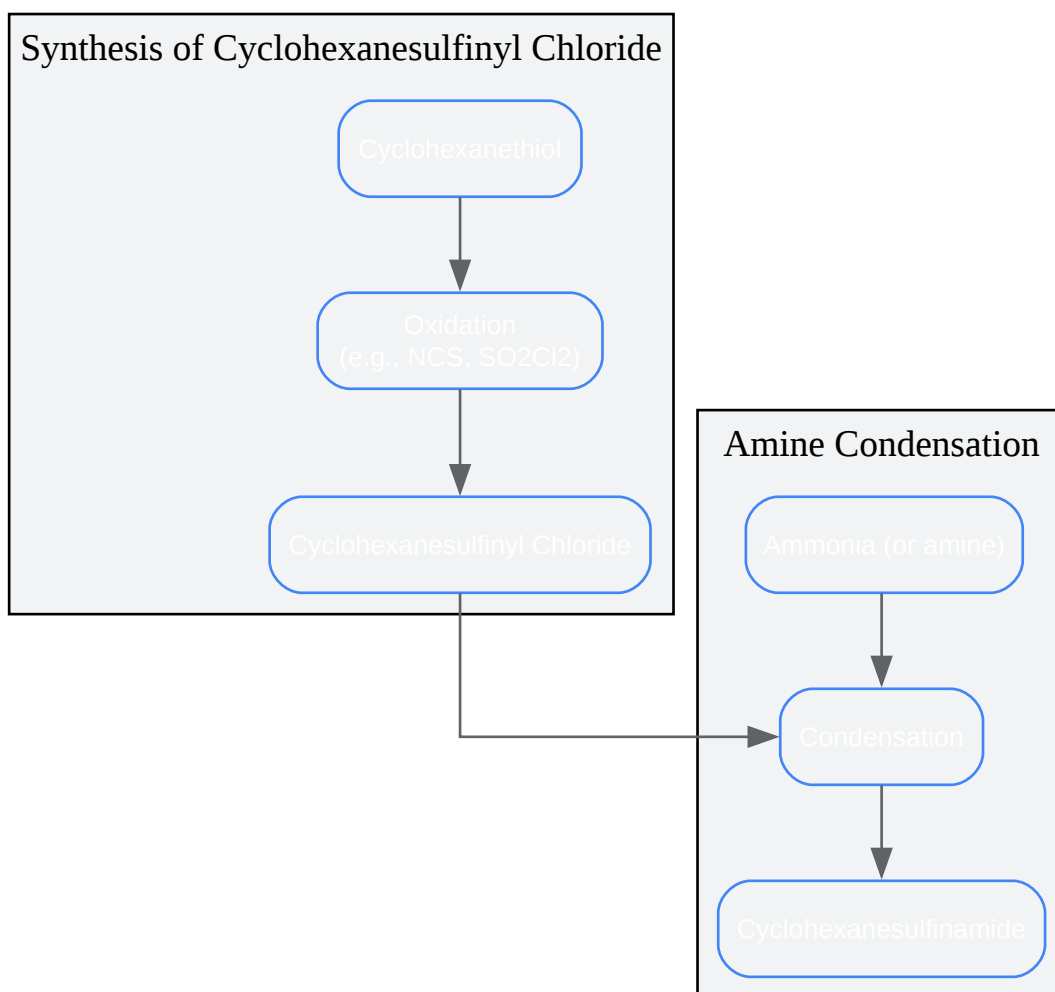 Synthesis of Cyclohexanesulfinyl Chloride
Cyclohexanethiol
Oxidation
(e.g., NCS, SO2Cl2)
Cyclohexanesulfinyl Chloride
Amine Condensation
Ammonia (or amine)
Condensation
Cyclohexanesulfinamide